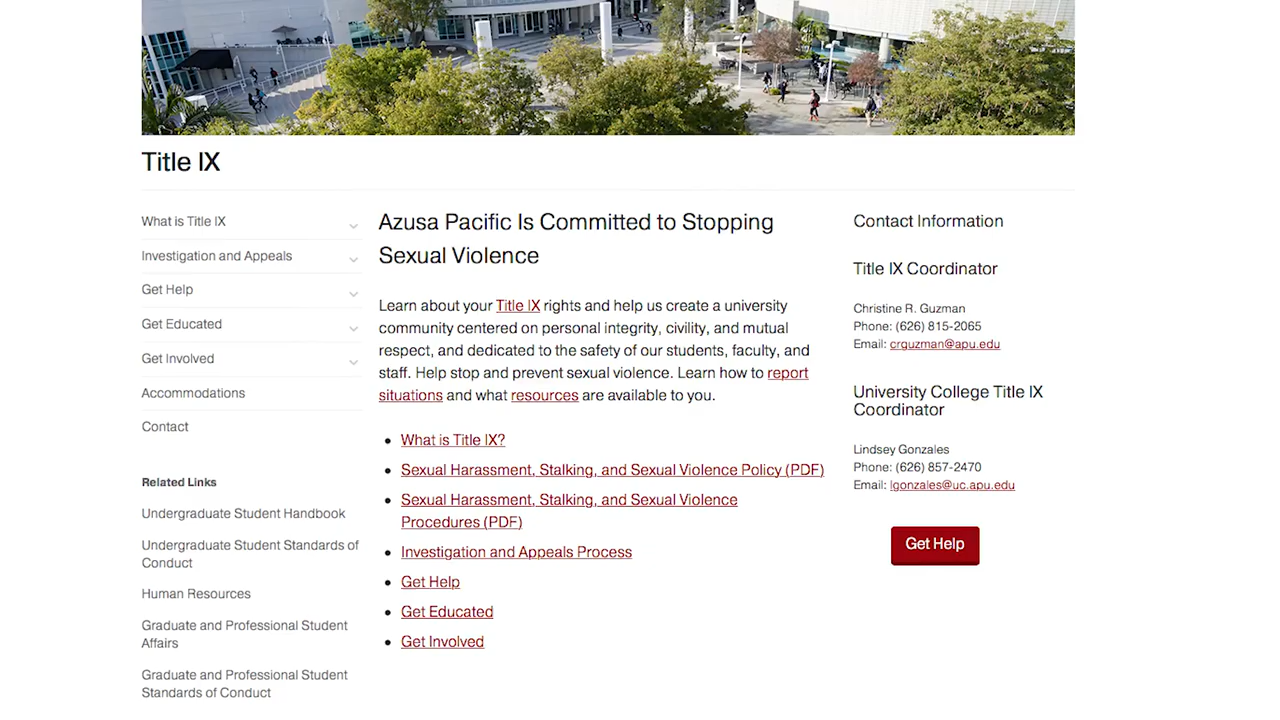 Title IX
What is Title IX
Investigation and Appeals
Get Help
Get Educated
Get Involved
Accommodations
Contact
Related Links
Undergraduate Student Handbook
Undergraduate Student Standards of
Conduct
Human Resources
Graduate and Professional Student
Affairs
Graduate and Professional Student
Standards of Conduct
Azusa Pacific Is Committed to Stopping
Sexual Violence
Learn about your Title IX rights and help us create a university
community centered on personal integrity, civility, and mutual
respect, and dedicated to the safety of our students, faculty, and
staff. Help stop and prevent sexual violence. Learn how to report
situations and what resources are available to you.
What is Title IX?
Sexual Harassment, Stalking, and Sexual Violence Policy (PDF)
Sexual Harassment, Stalking, and Sexual Violence
Procedures (PDF)
Investigation and Appeals Process
Get Help
Get Educated
Get Involved
Contact Information
Title IX Coordinator
Christine R. Guzman
Phone: (626) 815-2065
Email: crguzman@apu.edu
University College Title IX
Coordinator
Lindsey Gonzales
Phone: (626) 857-2470
Email: lgonzales@uc.apu.edu
Get Help